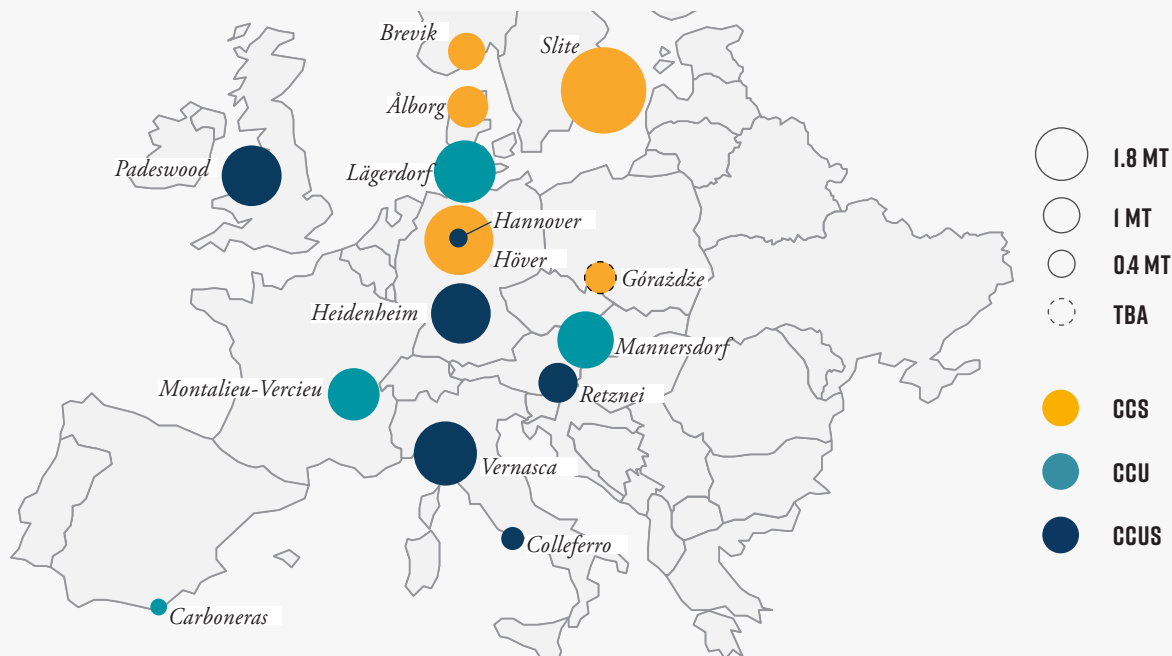 Brevik
Slite
Ålborg
Padeswood
Lägerdorf
Hannover
Höver
Górażdże
Heidenheim
Mannersdorf
Montalieu-Vercieu
Retznei
Vernasca
Colleferro
Carboneras
1.8 MT
1 MT
0.4 MT
TBA
CCS
CCU
CCUS